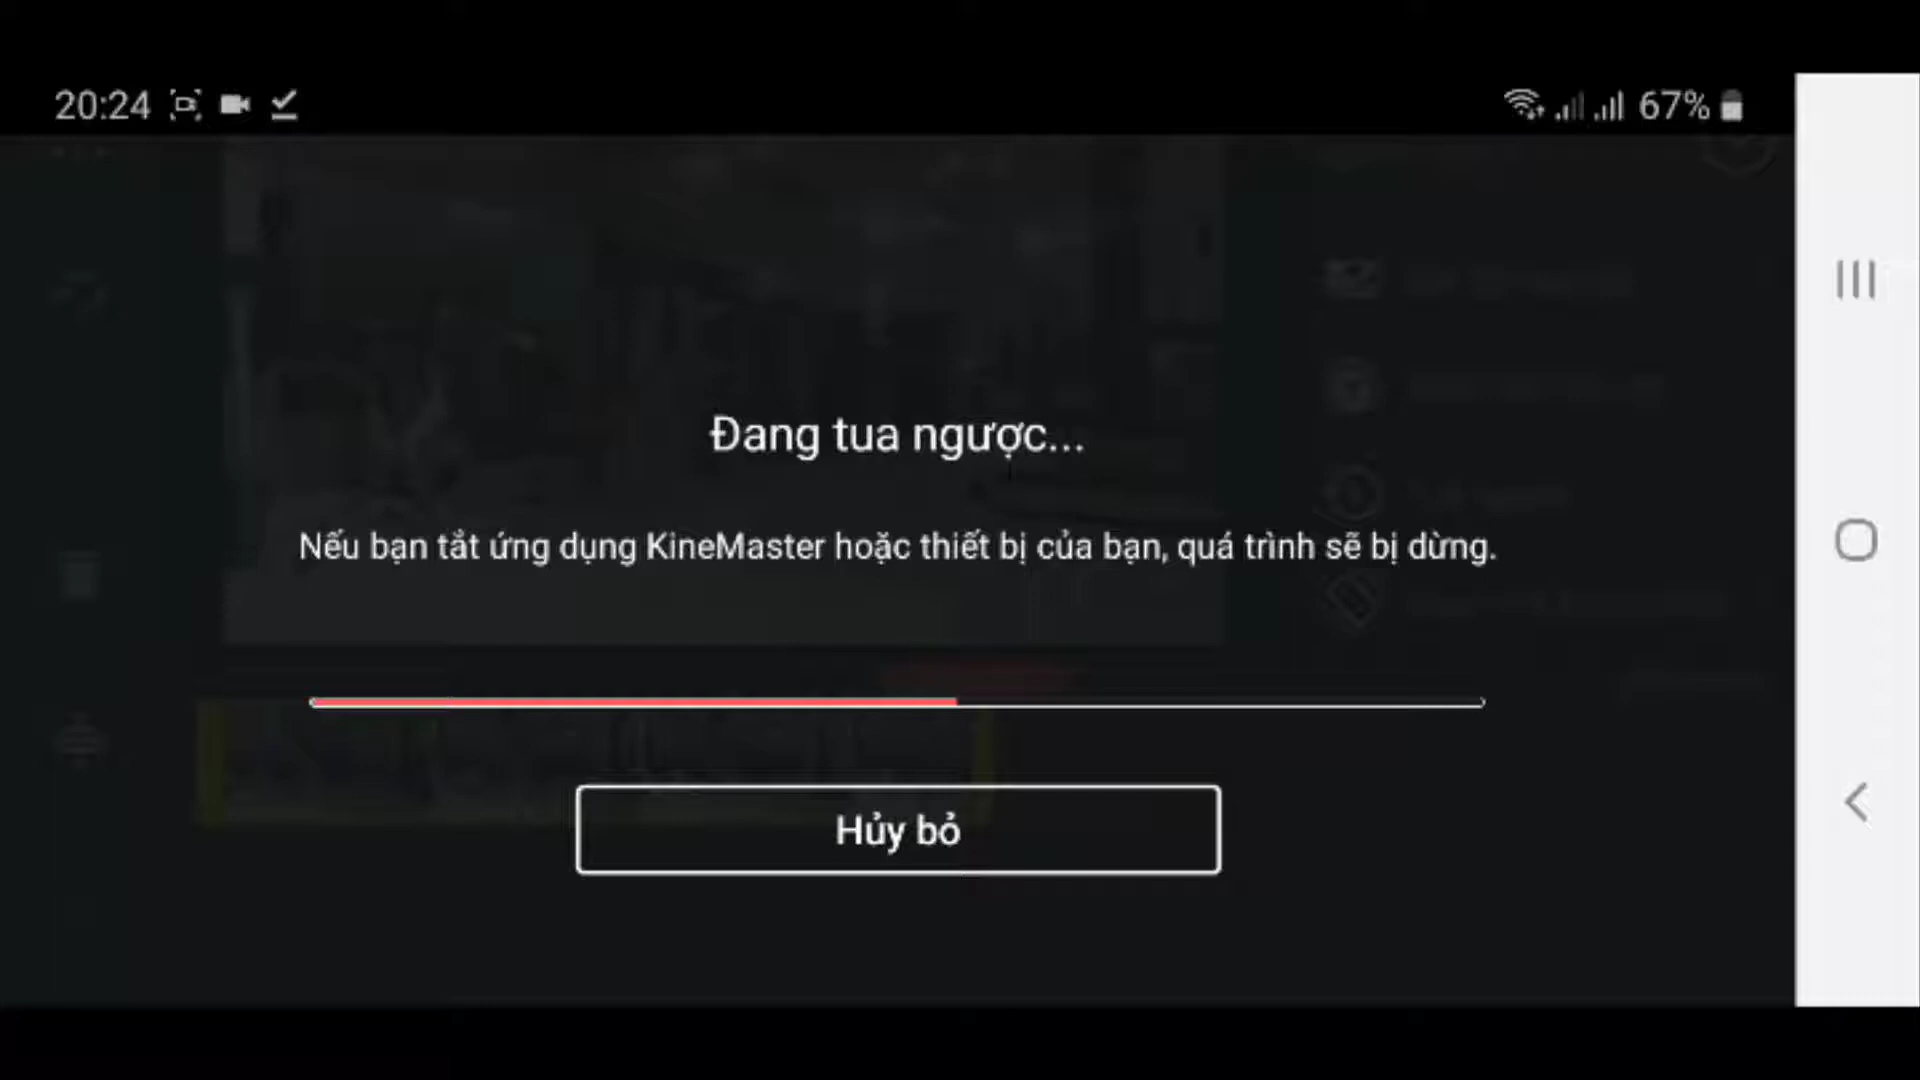 20:24
67%
Đang tua ngược...
Nếu bạn tắt ứng dụng KineMaster hoặc thiết bị của bạn, quá trình sẽ bị dừng.
Hủy bỏ